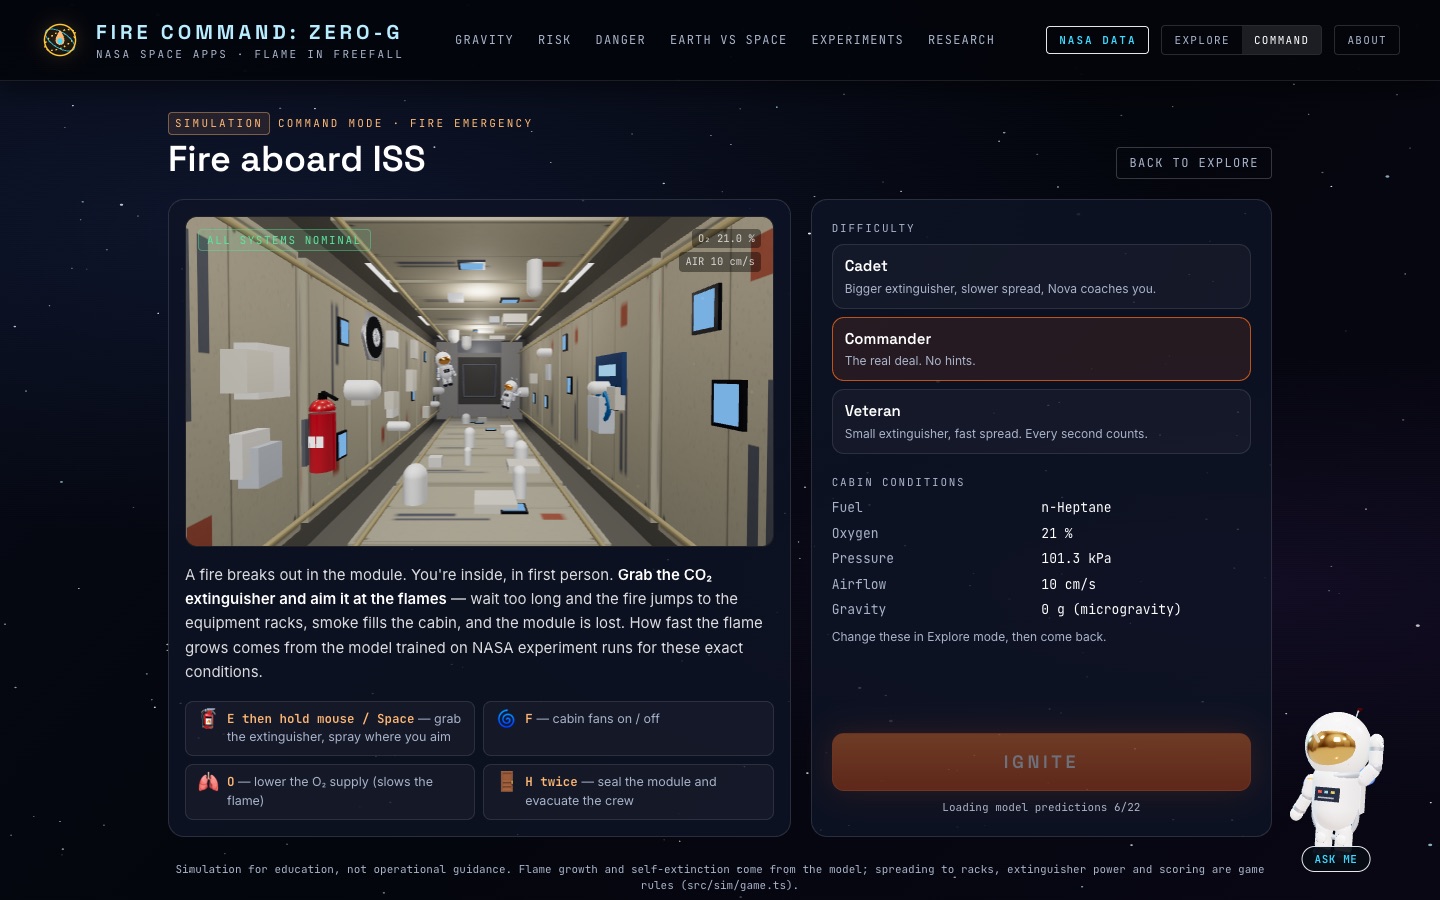 FIRE COMMAND: ZERO-G
NASA SPACE APPS · FLAME IN FREEFALL
GRAVITY
RISK
DANGER
EARTH VS SPACE
EXPERIMENTS
RESEARCH
NASA DATA
EXPLORE
COMMAND
ABOUT
SIMULATION COMMAND MODE · FIRE EMERGENCY
Fire aboard ISS
BACK TO EXPLORE
ALL SYSTEMS NOMINAL
O₂ 21.0 %
AIR 10 cm/s
A fire breaks out in the module. You're inside, in first person. Grab the CO₂
extinguisher and aim it at the flames — wait too long and the fire jumps to the
equipment racks, smoke fills the cabin, and the module is lost. How fast the flame
grows comes from the model trained on NASA experiment runs for these exact
conditions.
E then hold mouse / Space — grab
the extinguisher, spray where you aim
F — cabin fans on / off
O — lower the O₂ supply (slows the
flame)
H twice — seal the module and
evacuate the crew
DIFFICULTY
Cadet
Bigger extinguisher, slower spread, Nova coaches you.
Commander
The real deal. No hints.
Veteran
Small extinguisher, fast spread. Every second counts.
CABIN CONDITIONS
Fuel n-Heptane
Oxygen 21 %
Pressure 101.3 kPa
Airflow 10 cm/s
Gravity 0 g (microgravity)
Change these in Explore mode, then come back.
IGNITE
Loading model predictions 6/22
ASK ME
Simulation for education, not operational guidance. Flame growth and self-extinction come from the model; spreading to racks, extinguisher power and scoring are game
rules (src/sim/game.ts).